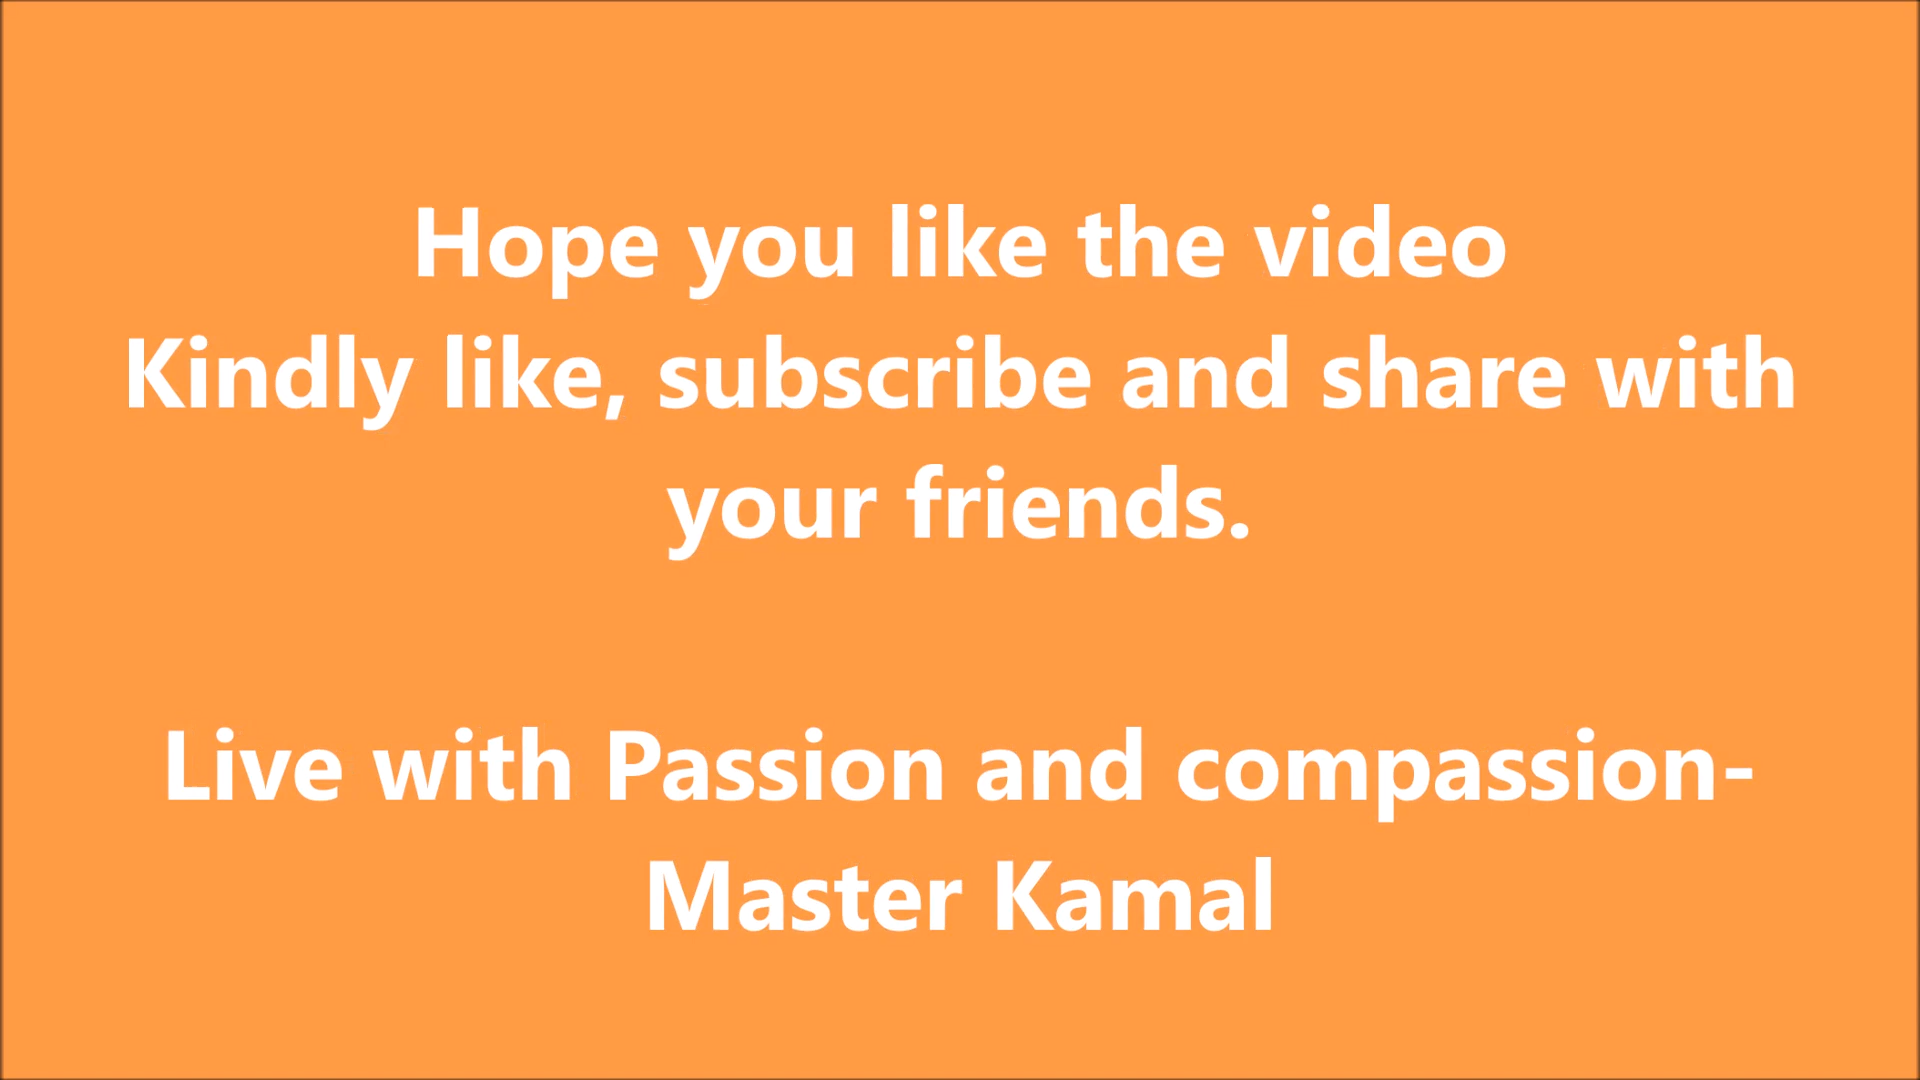 Hope you like the video
Kindly like, subscribe and share with
your friends.
Live with Passion and compassion-
Master Kamal